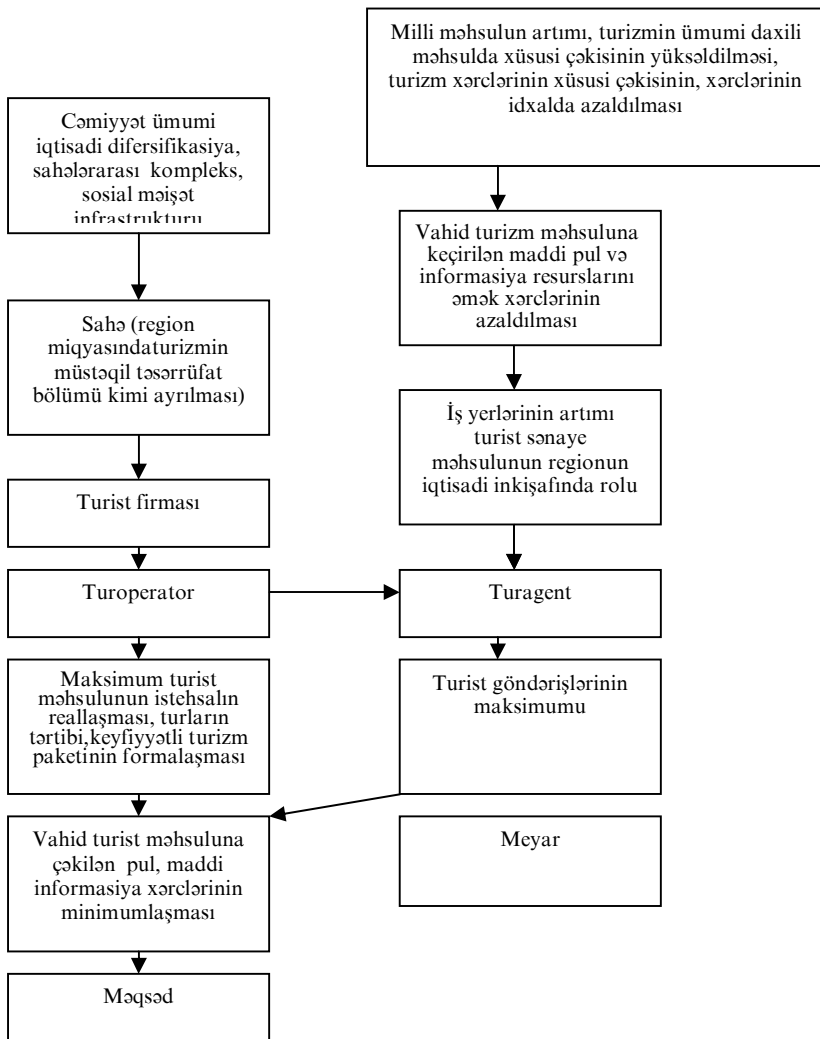 Milli məhsulun artımı, turizmin ümumi daxili
məhsulda xüsusi çəkisinin yüksəldilməsi,
turizm xərclərinin xüsusi çəkisinin, xərclərinin
idxalda azaldılması
Cəmiyyət ümumi
iqtisadi difersifikasiya,
sahələrarası kompleks,
sosial məişət
infrastrukturu
Vahid turizm məhsuluna
keçirilən maddi pul və
informasiya resurslarını
əmək xərclərinin
azaldılması
Sahə (region
miqyasındaturizmin
müstəqil təsərrüfat
bölümü kimi ayrılması)
İş yerlərinin artımı
turist sənaye
məhsulunun regionun
iqtisadi inkişafında rolu
Turist firması
Turoperator
Turagent
Maksimum turist
məhsulunun istehsalın
reallaşması, turların
tərtibi,keyfiyyətli turizm
paketinin formalaşması
Turist göndərişlərinin
maksimumu
Vahid turist məhsuluna
çəkilən pul, maddi
informasiya xərclərinin
minimumlaşması
Meyar
Məqsəd